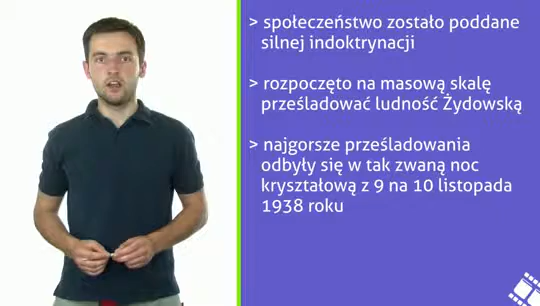 > społeczeństwo zostało poddane
silnej indoktrynacji
> rozpoczęto na masową skalę
prześladować ludność Żydowską
> najgorsze prześladowania
odbyły się w tak zwaną noc
kryształową z 9 na 10 listopada
1938 roku